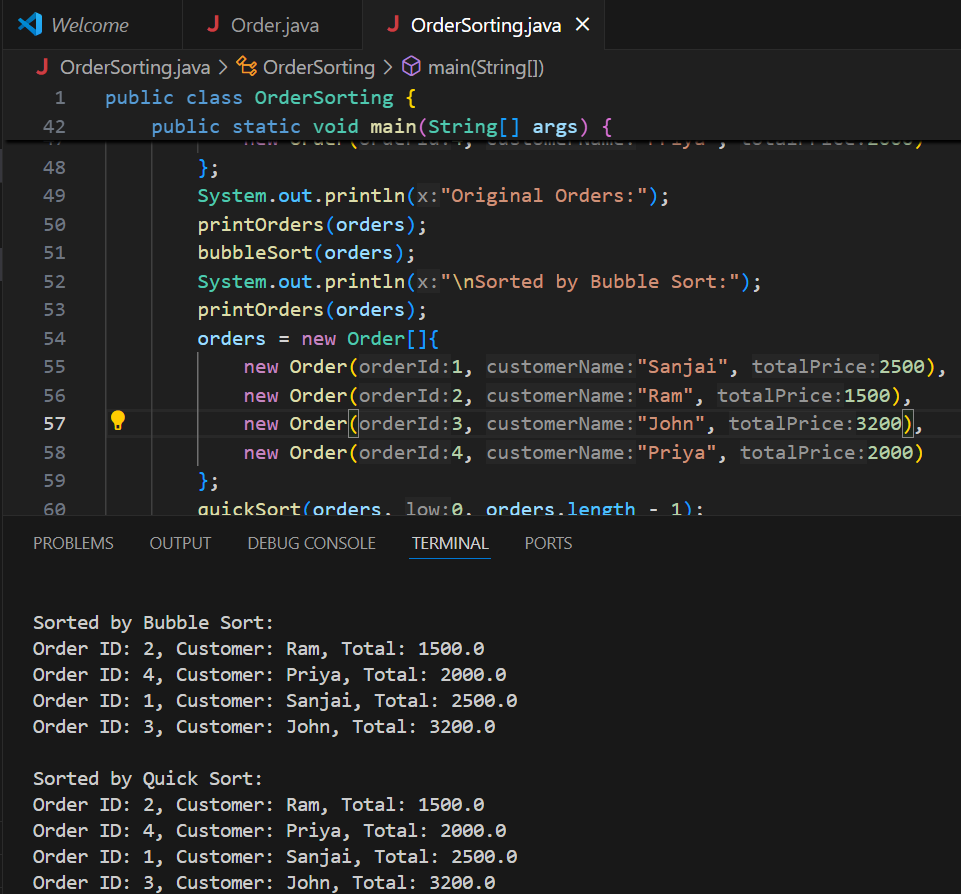 Welcome
Order.java
OrderSorting.java
OrderSorting.java > OrderSorting > main(String[])
1 public class OrderSorting {
42 public static void main(String[] args) {
48 };
49 System.out.println(x:"Original Orders:");
50 printOrders(orders);
51 bubbleSort(orders);
52 System.out.println(x:"\nSorted by Bubble Sort:");
53 printOrders(orders);
54 orders = new Order[]{
55 new Order(orderId:1, customerName:"Sanjai", totalPrice:2500),
56 new Order(orderId:2, customerName:"Ram", totalPrice:1500),
57 new Order(orderId:3, customerName:"John", totalPrice:3200),
58 new Order(orderId:4, customerName:"Priya", totalPrice:2000)
59 };
60 quickSort(orders, low:0, orders.length - 1);
PROBLEMS OUTPUT DEBUG CONSOLE TERMINAL PORTS
Sorted by Bubble Sort:
Order ID: 2, Customer: Ram, Total: 1500.0
Order ID: 4, Customer: Priya, Total: 2000.0
Order ID: 1, Customer: Sanjai, Total: 2500.0
Order ID: 3, Customer: John, Total: 3200.0
Sorted by Quick Sort:
Order ID: 2, Customer: Ram, Total: 1500.0
Order ID: 4, Customer: Priya, Total: 2000.0
Order ID: 1, Customer: Sanjai, Total: 2500.0
Order ID: 3, Customer: John, Total: 3200.0